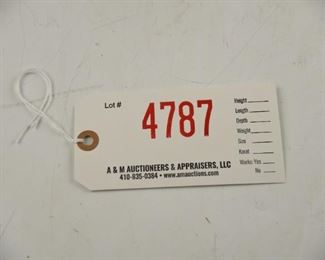 Lot #
4787
Height
Length
Depth
Weight
Size
Karat
Works: Yes
No
A & M AUCTIONEERS & APPRAISERS, LLC
410-835-0384 • www.amauctions.com